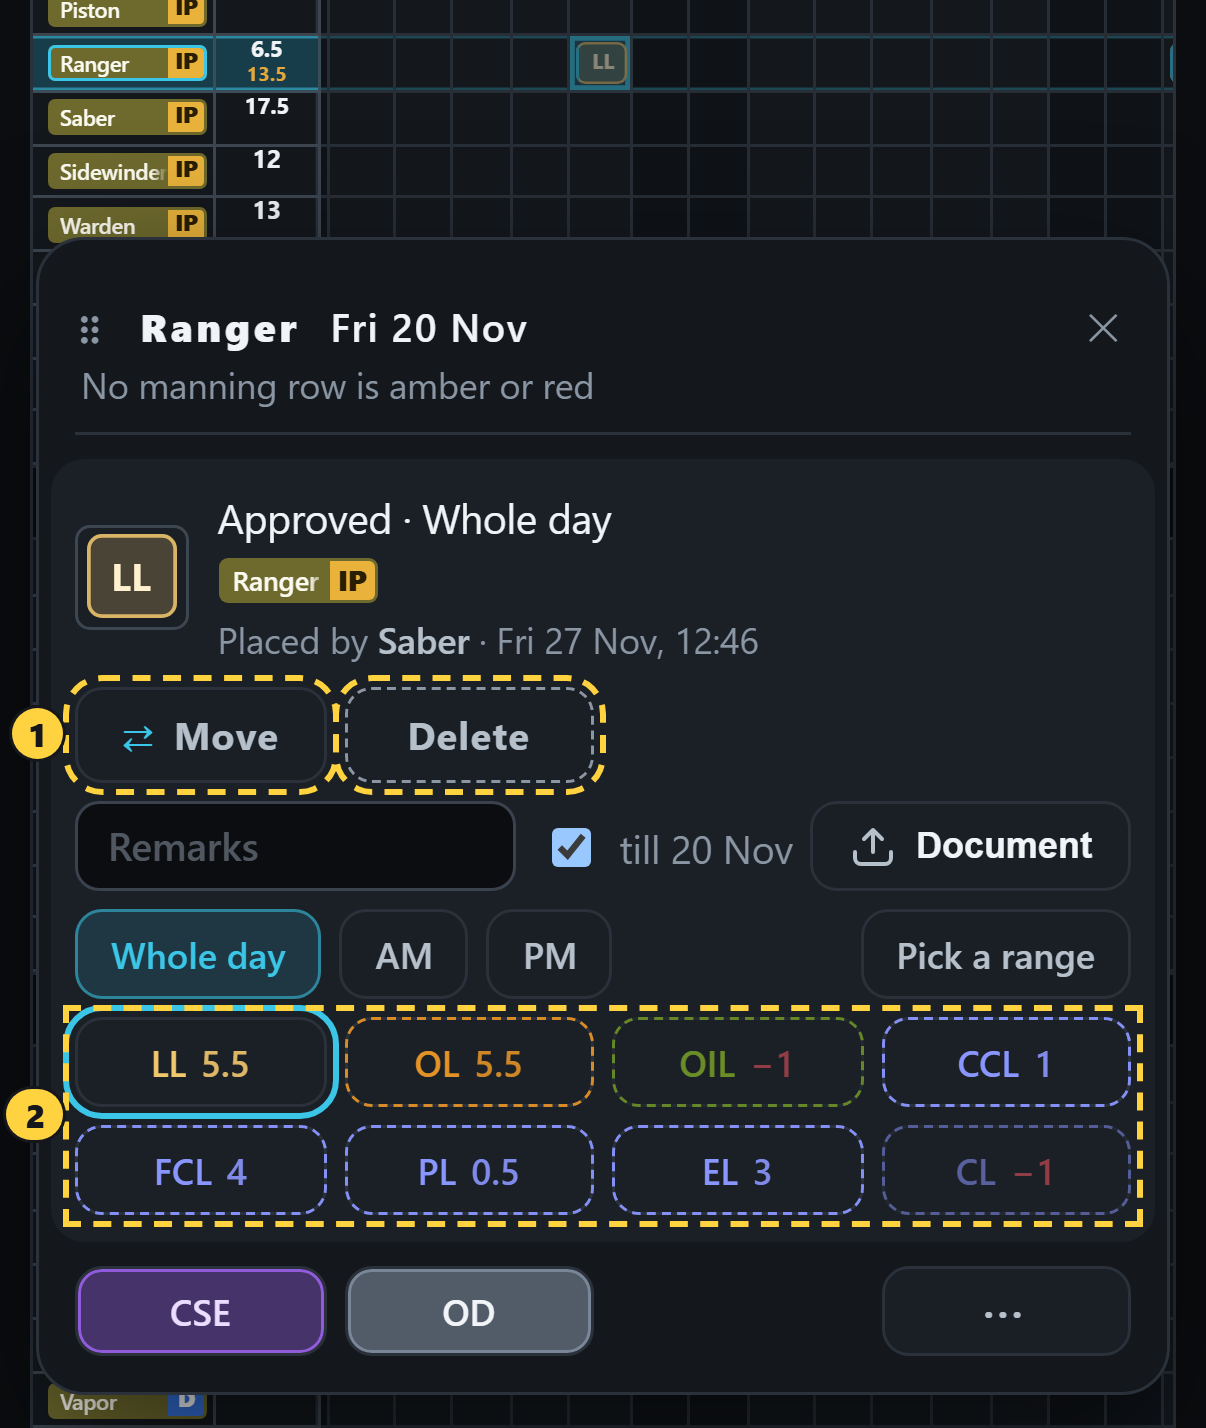 Piston IP
Ranger IP 6.5 LL
13.5
Saber IP 17.5
Sidewinder IP 12
Warden IP 13
Ranger Fri 20 Nov
No manning row is amber or red
LL
Approved · Whole day
Ranger IP
Placed by Saber · Fri 27 Nov, 12:46
1
Move Delete
Remarks till 20 Nov Document
Whole day AM PM Pick a range
2
LL 5.5 OL 5.5 OIL −1 CCL 1
FCL 4 PL 0.5 EL 3 CL −1
CSE OD ...
Vapor D